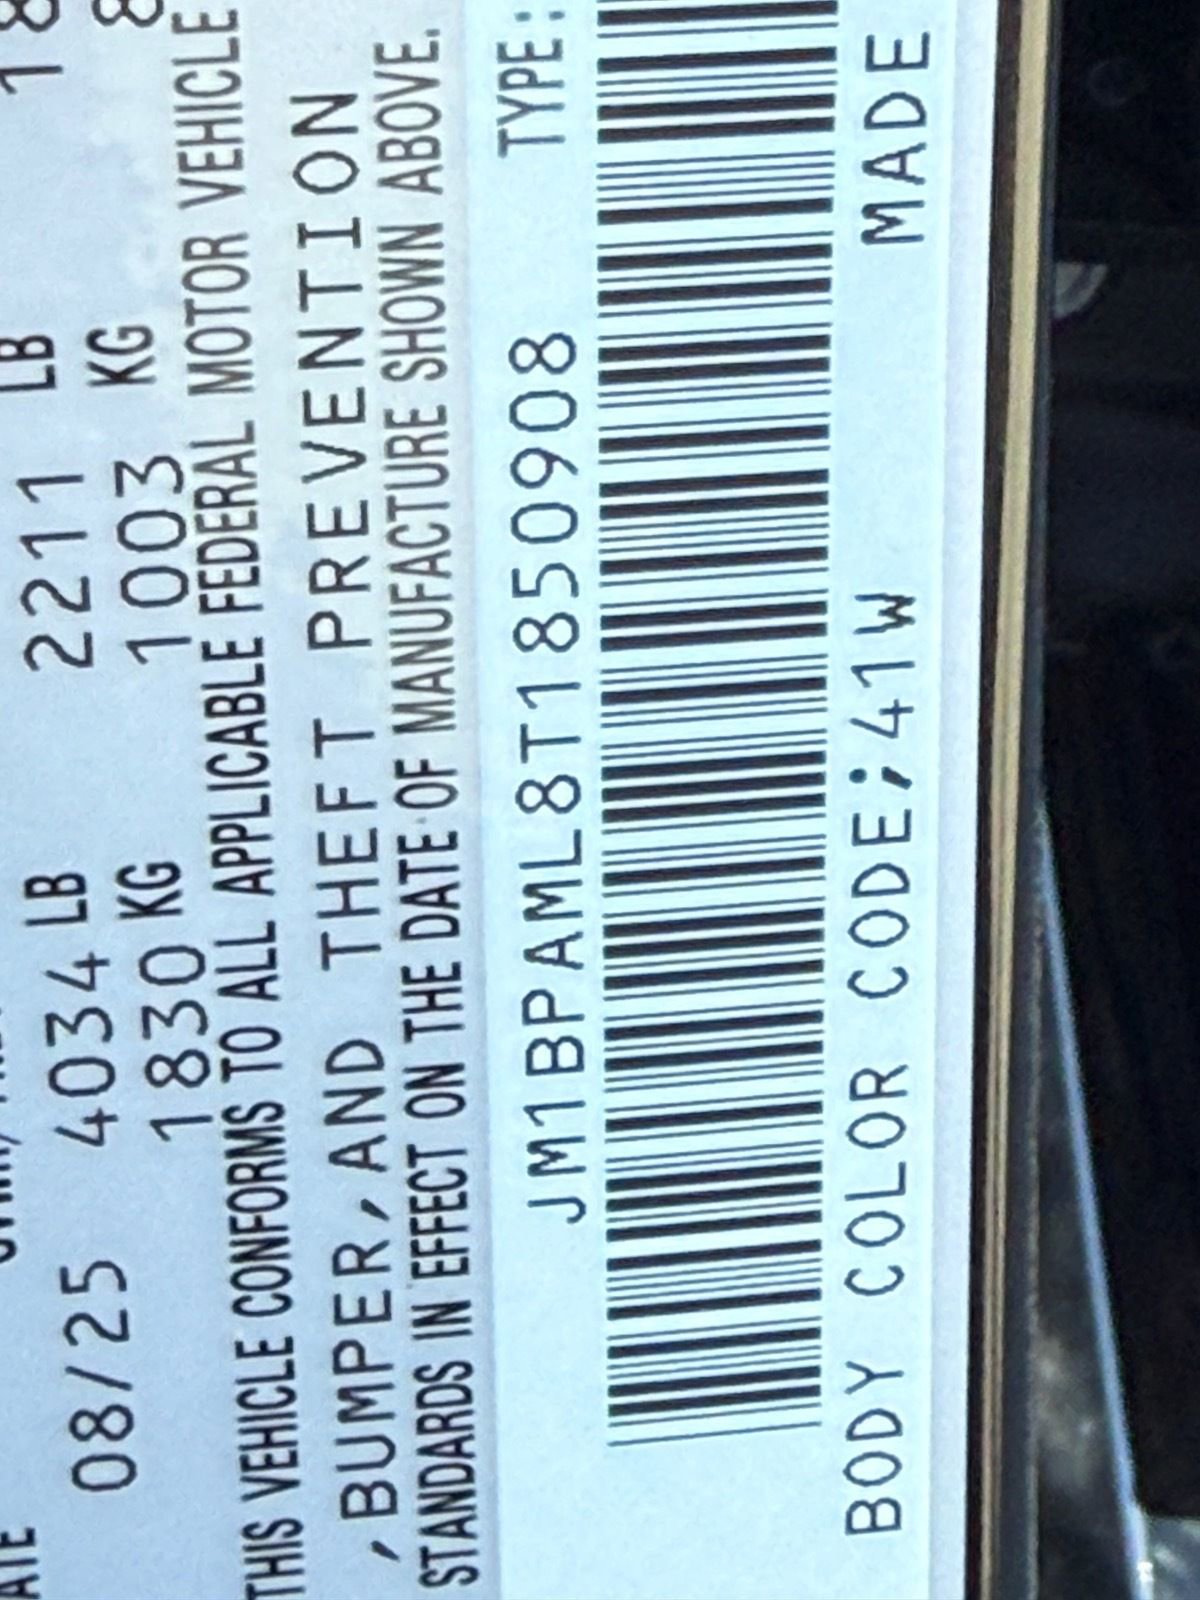 08/25 4034 LB 2211 LB
1830 KG 1003 KG
THIS VEHICLE CONFORMS TO ALL APPLICABLE FEDERAL MOTOR VEHICLE
,BUMPER,AND THEFT PREVENTION
STANDARDS IN EFFECT ON THE DATE OF MANUFACTURE SHOWN ABOVE.
JM1BPAML8T1850908 TYPE:
BODY COLOR CODE;41W MADE